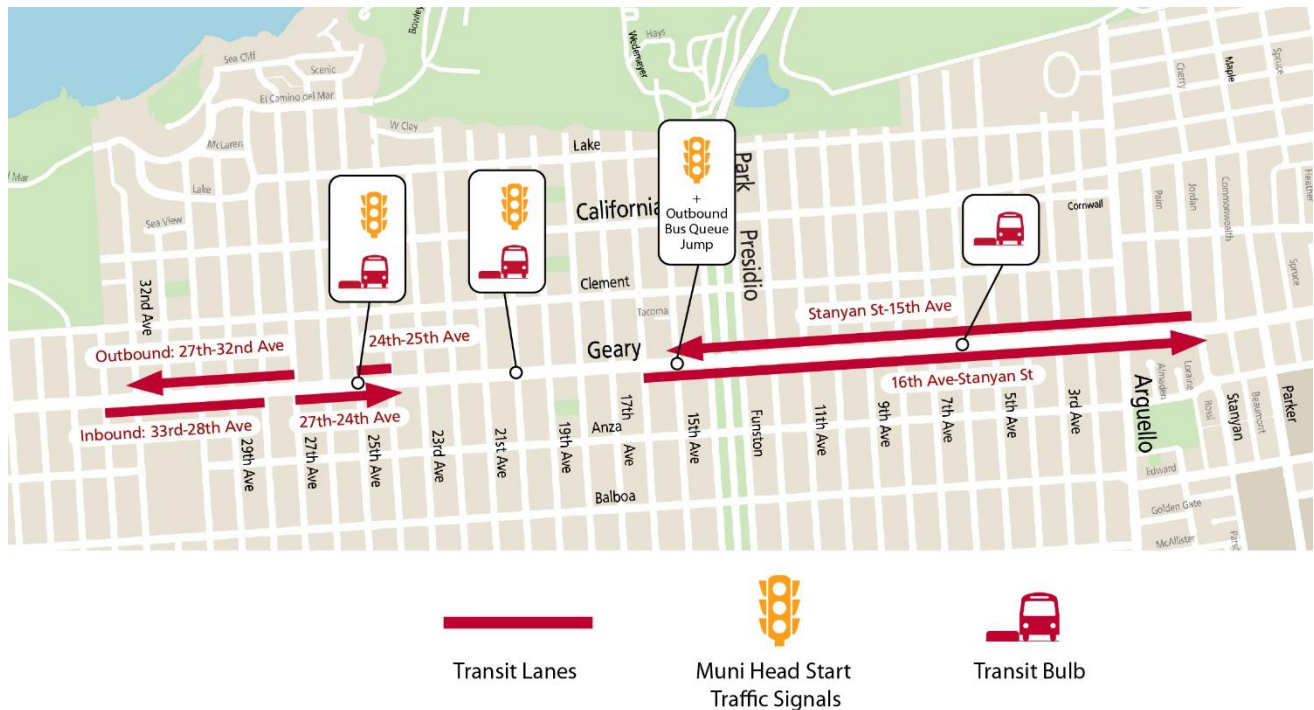 Bowley
Sea Cliff
Scenic
El Camino del Mar
McLaren
Lake
Sea View
W Clay
Wedemeyer
Hays
Lake
California
Clement
Geary
Anza
Balboa
Park
Presidio
Tacoma
Cornwall
Cherry
Maple
Spruce
Palm
Jordan
Commonwealth
Heather
Spruce
+
Outbound
Bus Queue
Jump
32nd Ave
Outbound: 27th-32nd Ave
24th-25th Ave
Inbound: 33rd-28th Ave
27th-24th Ave
Stanyan St-15th Ave
16th Ave-Stanyan St
29th Ave
27th Ave
25th Ave
23rd Ave
21st Ave
19th Ave
17th
Ave
15th Ave
Funston
11th Ave
9th Ave
7th Ave
5th Ave
3rd Ave
Arguello
Almaden
Loraine
Rossi
Stanyan
Beaumont
Parker
Edward
Golden Gate
McAllister
Transit Lanes
Muni Head Start
Traffic Signals
Transit Bulb